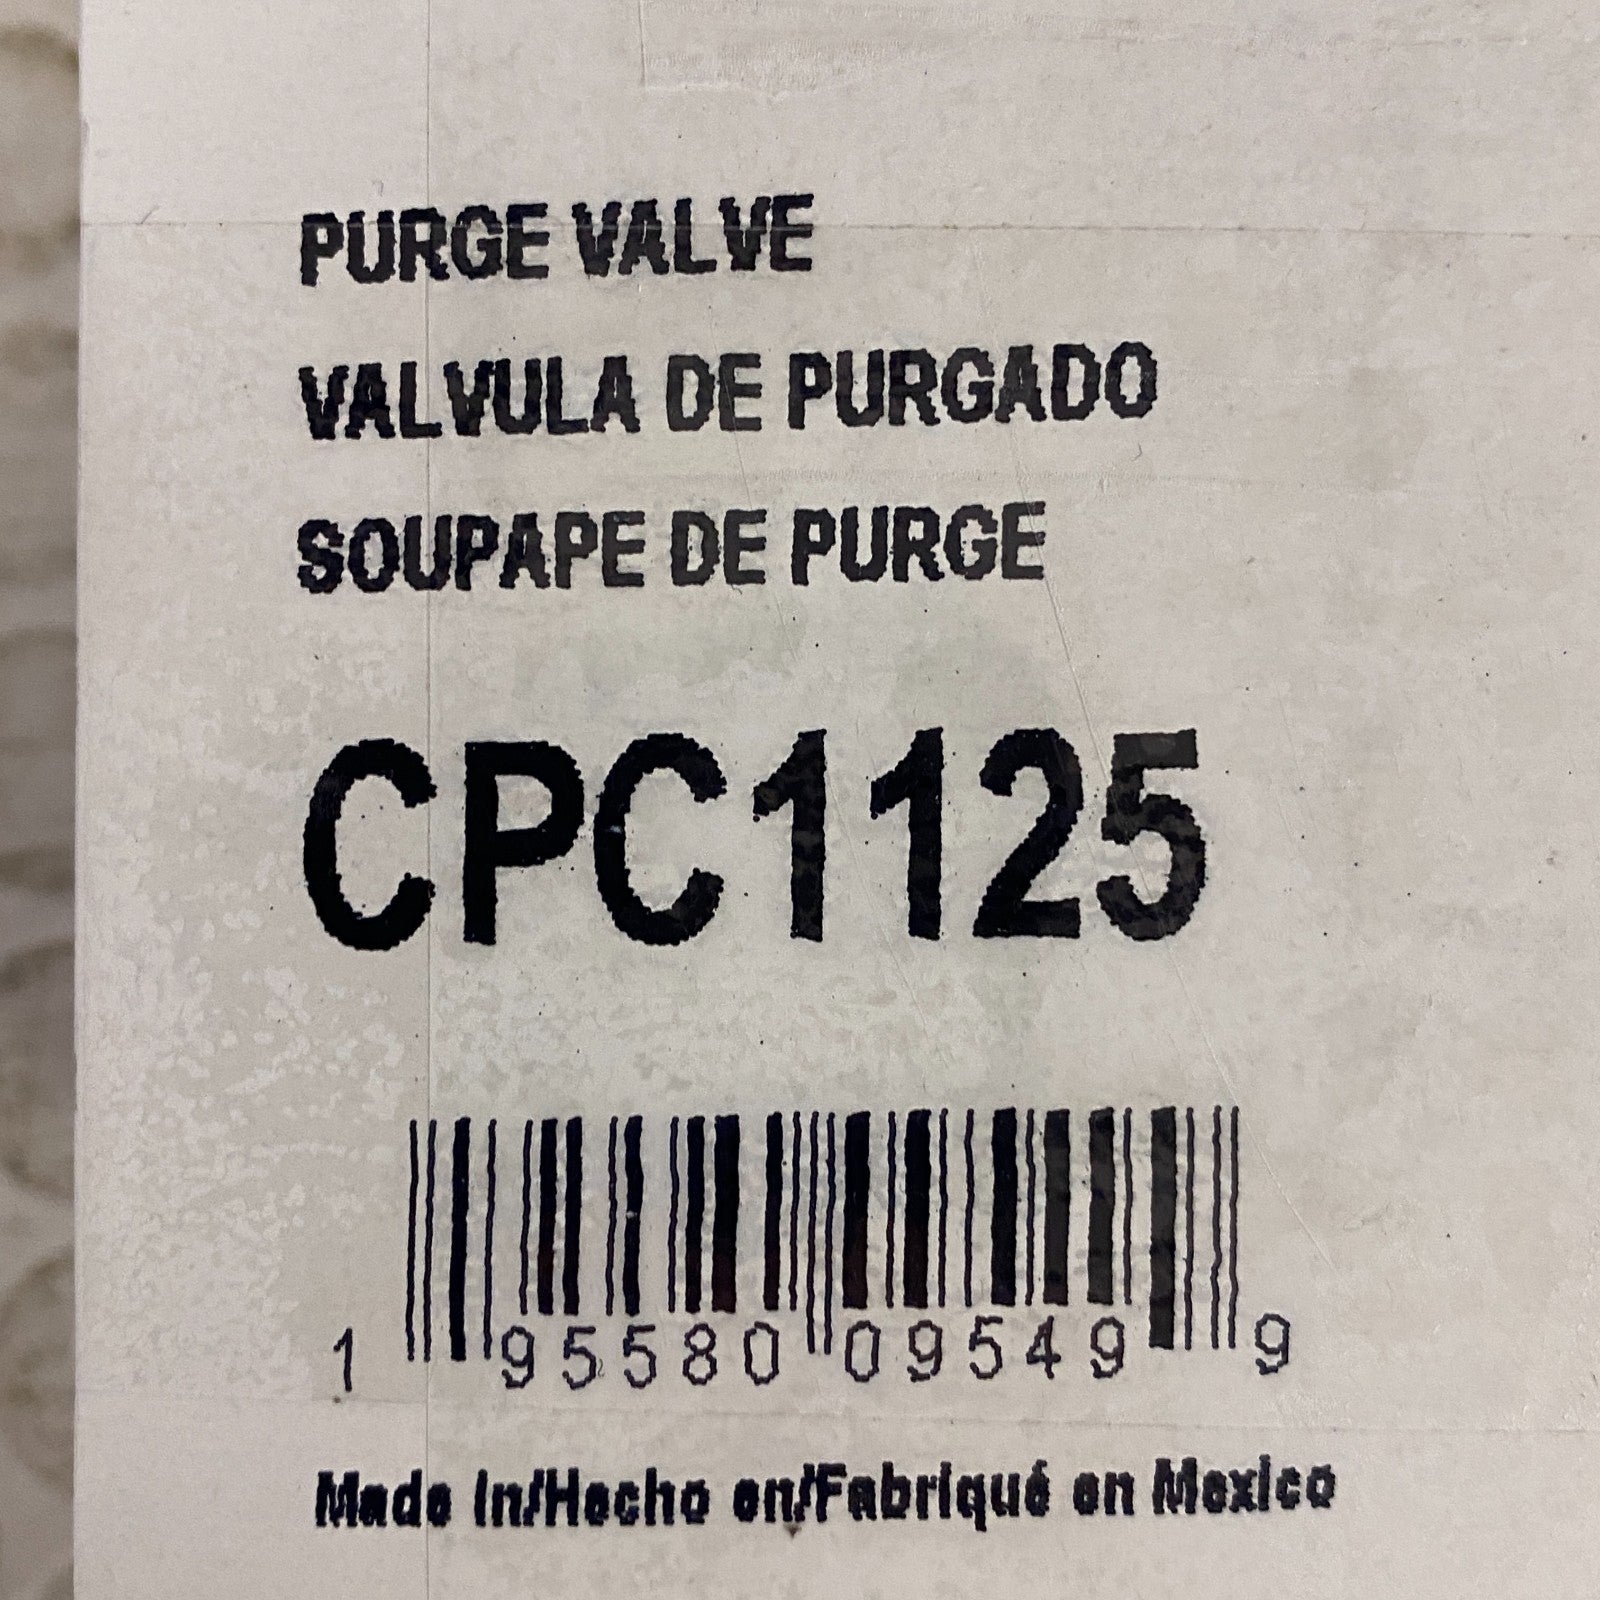 PURGE VALVE
VALVULA DE PURGADO
SOUPAPE DE PURGE
CPC1125
1 95580 09549 9
Made In/Hecho en/Fabriqué en Mexico